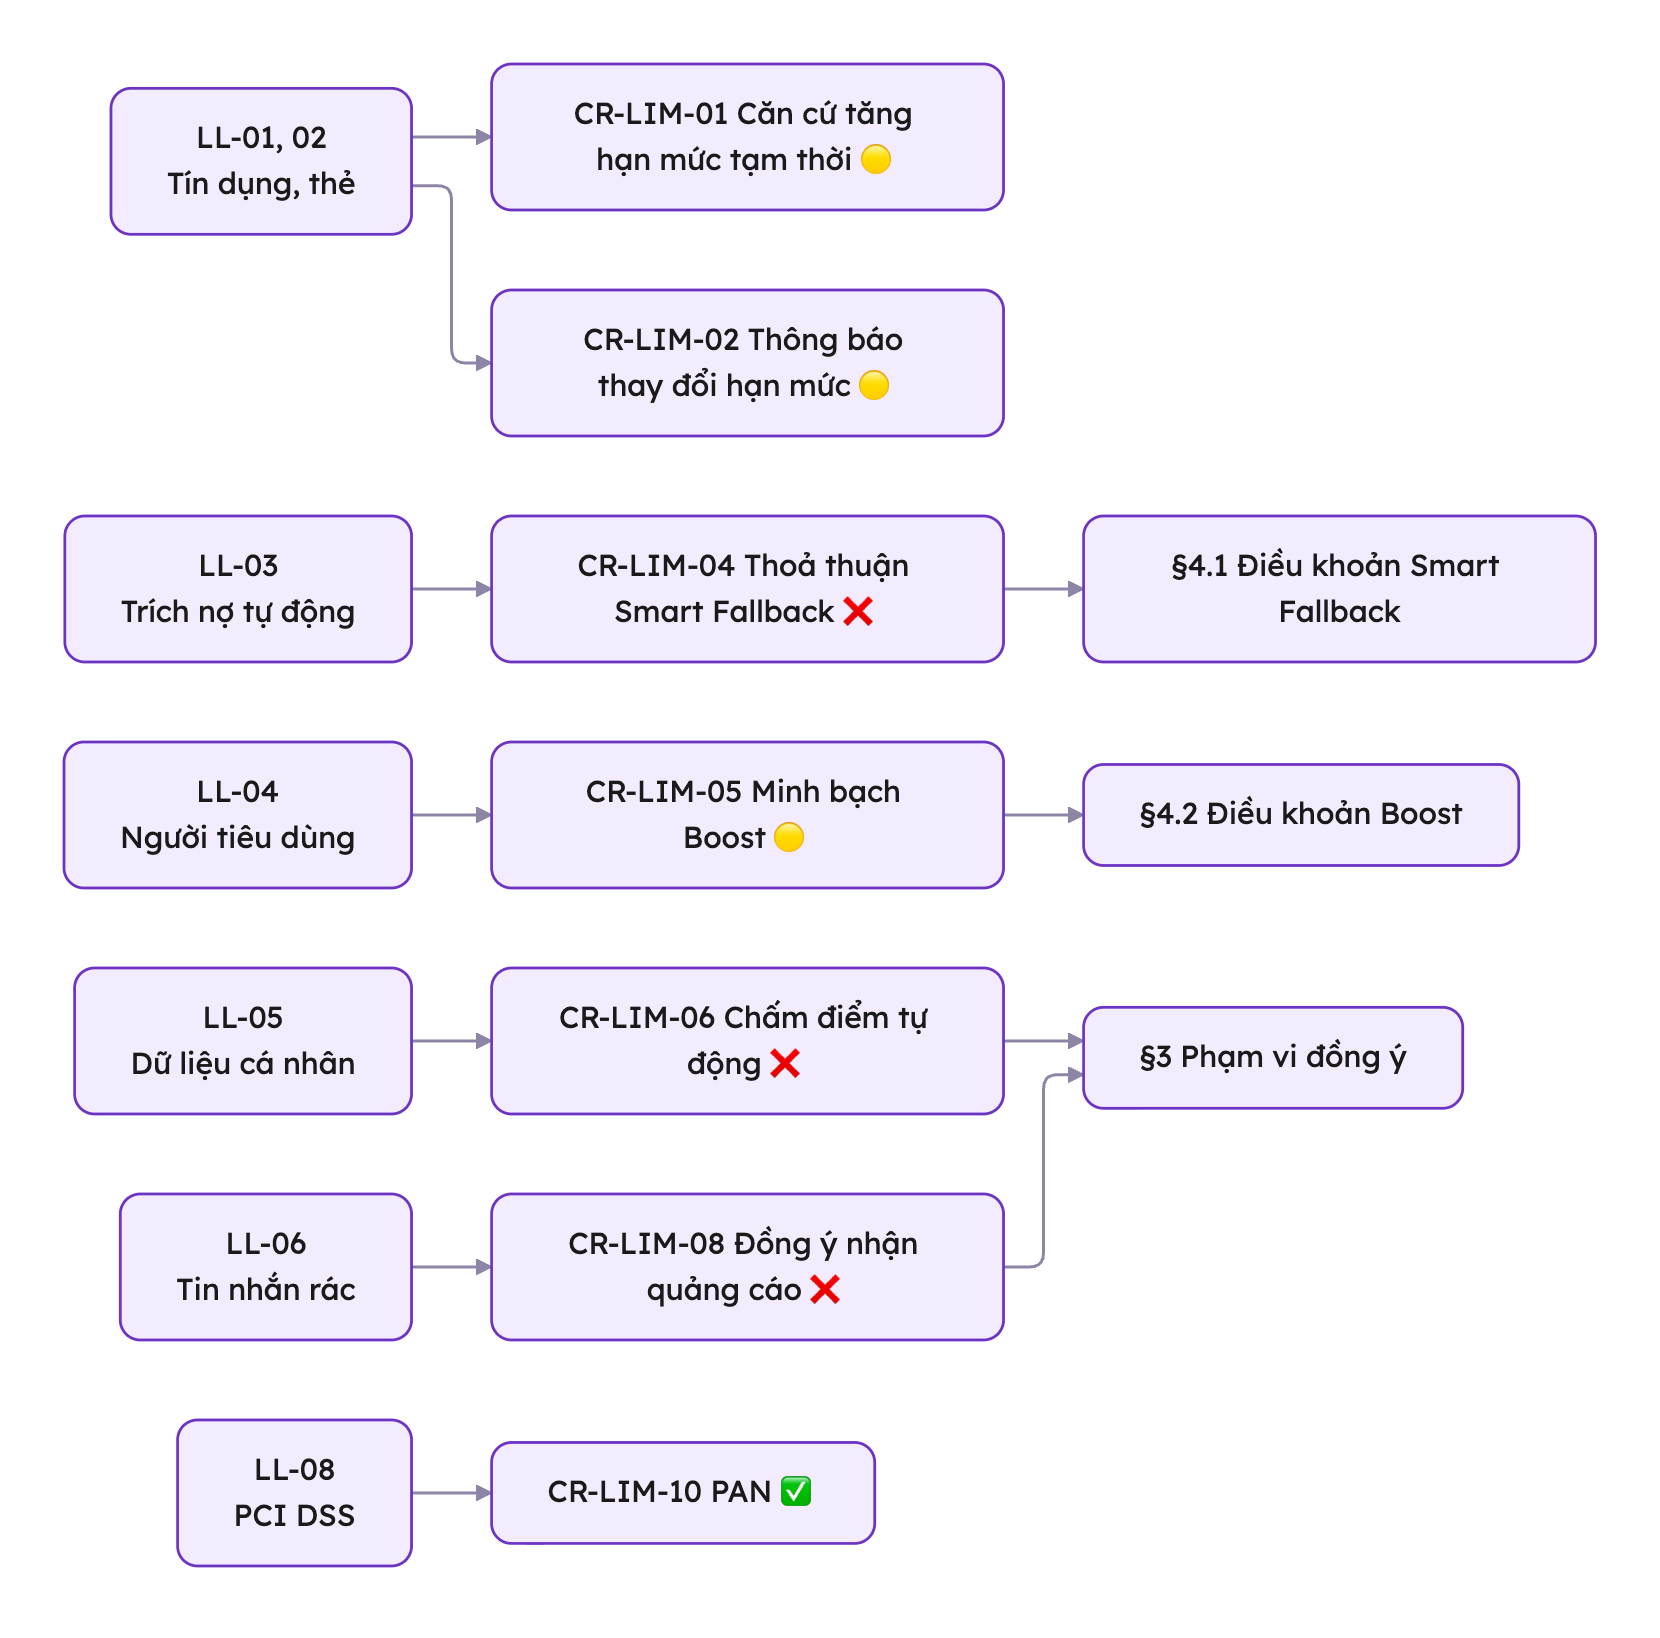 LL-01, 02
Tín dụng, thẻ
CR-LIM-01 Căn cứ tăng
hạn mức tạm thời 🟡
CR-LIM-02 Thông báo
thay đổi hạn mức 🟡
LL-03
Trích nợ tự động
CR-LIM-04 Thoả thuận
Smart Fallback ❌
§4.1 Điều khoản Smart
Fallback
LL-04
Người tiêu dùng
CR-LIM-05 Minh bạch
Boost 🟡
§4.2 Điều khoản Boost
LL-05
Dữ liệu cá nhân
CR-LIM-06 Chấm điểm tự
động ❌
§3 Phạm vi đồng ý
LL-06
Tin nhắn rác
CR-LIM-08 Đồng ý nhận
quảng cáo ❌
LL-08
PCI DSS
CR-LIM-10 PAN ✅